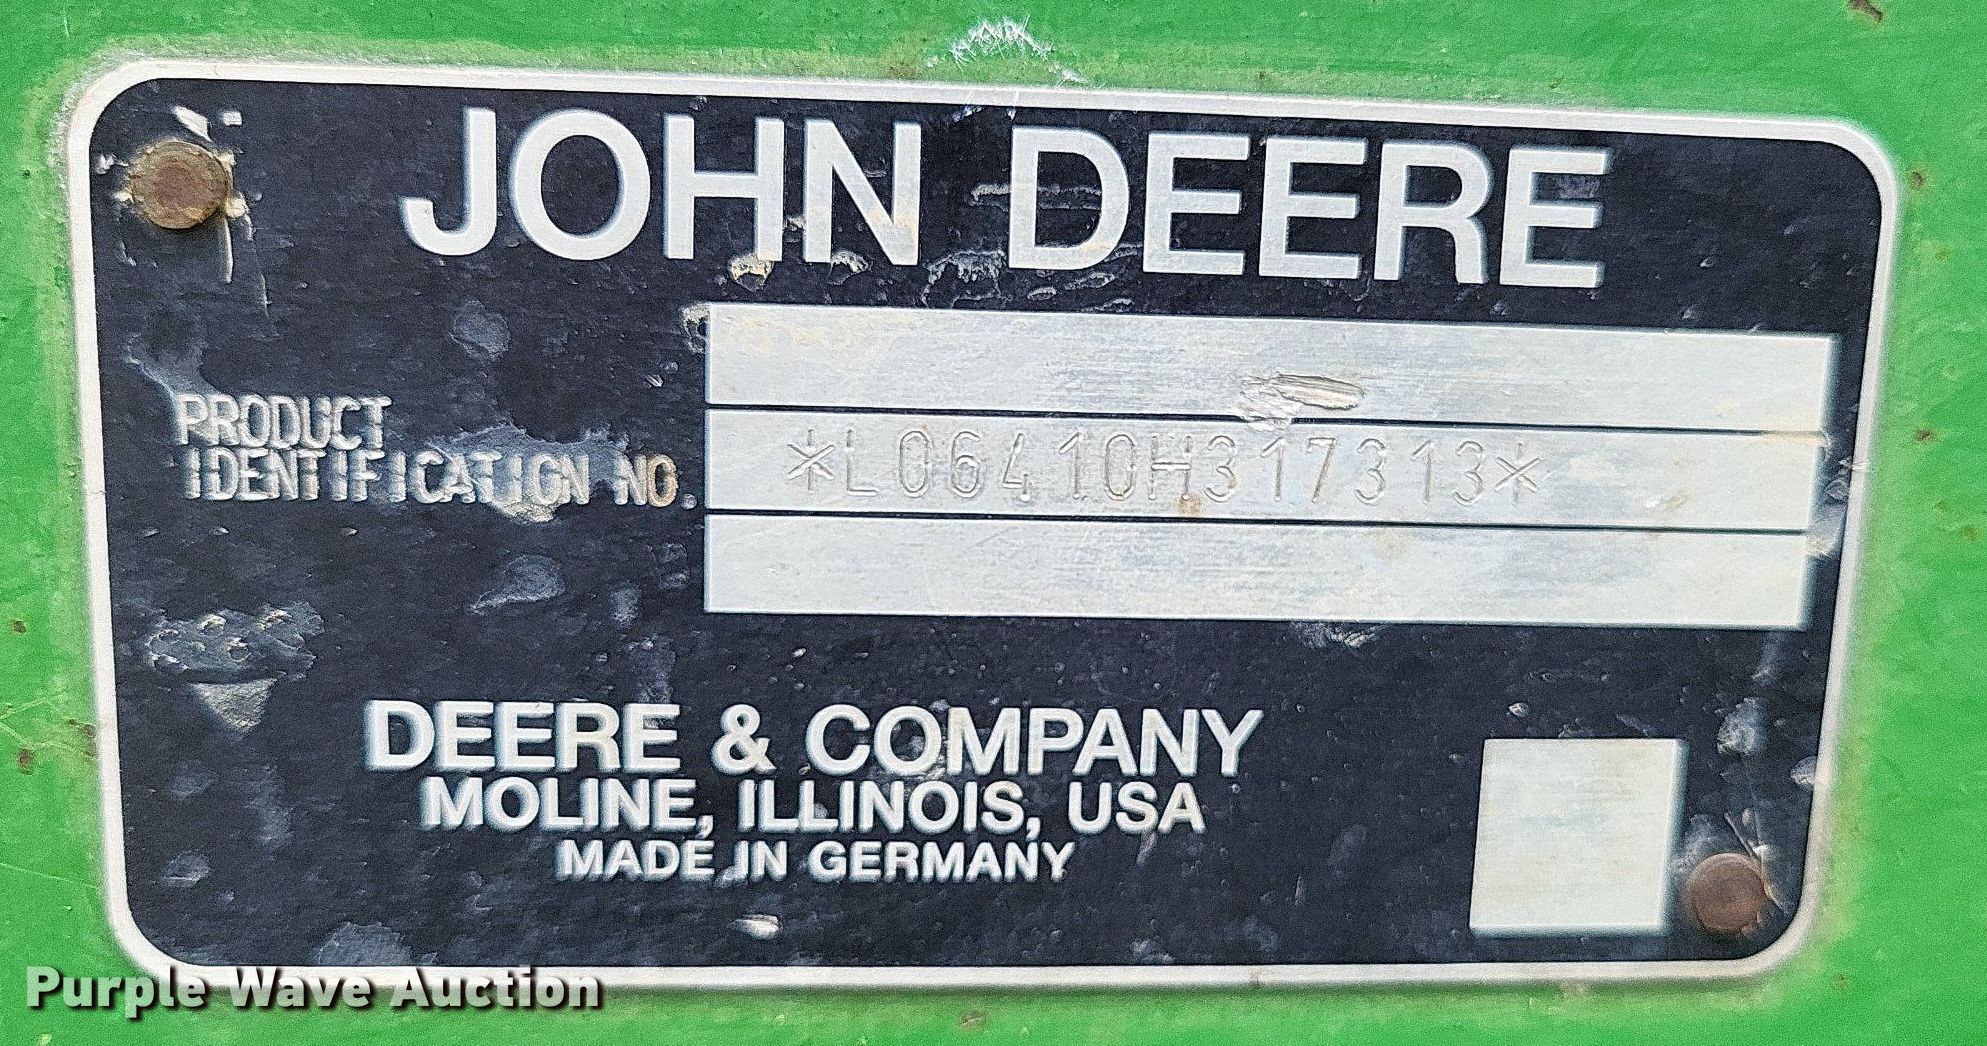 JOHN DEERE
PRODUCT
IDENTIFICATION NO.
*L06410H317313*
DEERE & COMPANY
MOLINE, ILLINOIS, USA
MADE IN GERMANY
Purple Wave Auction